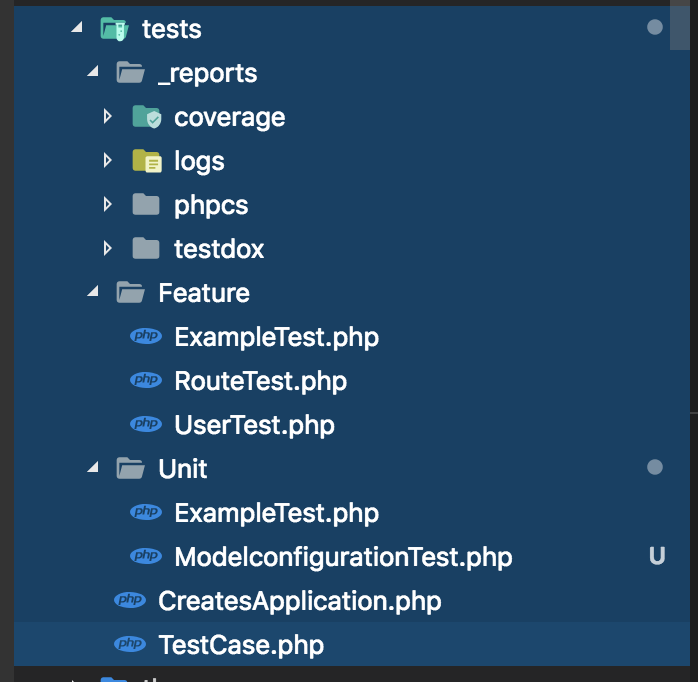 tests
_reports
coverage
logs
phpcs
testdox
Feature
php ExampleTest.php
php RouteTest.php
php UserTest.php
Unit
php ExampleTest.php
php ModelconfigurationTest.php U
php CreatesApplication.php
php TestCase.php